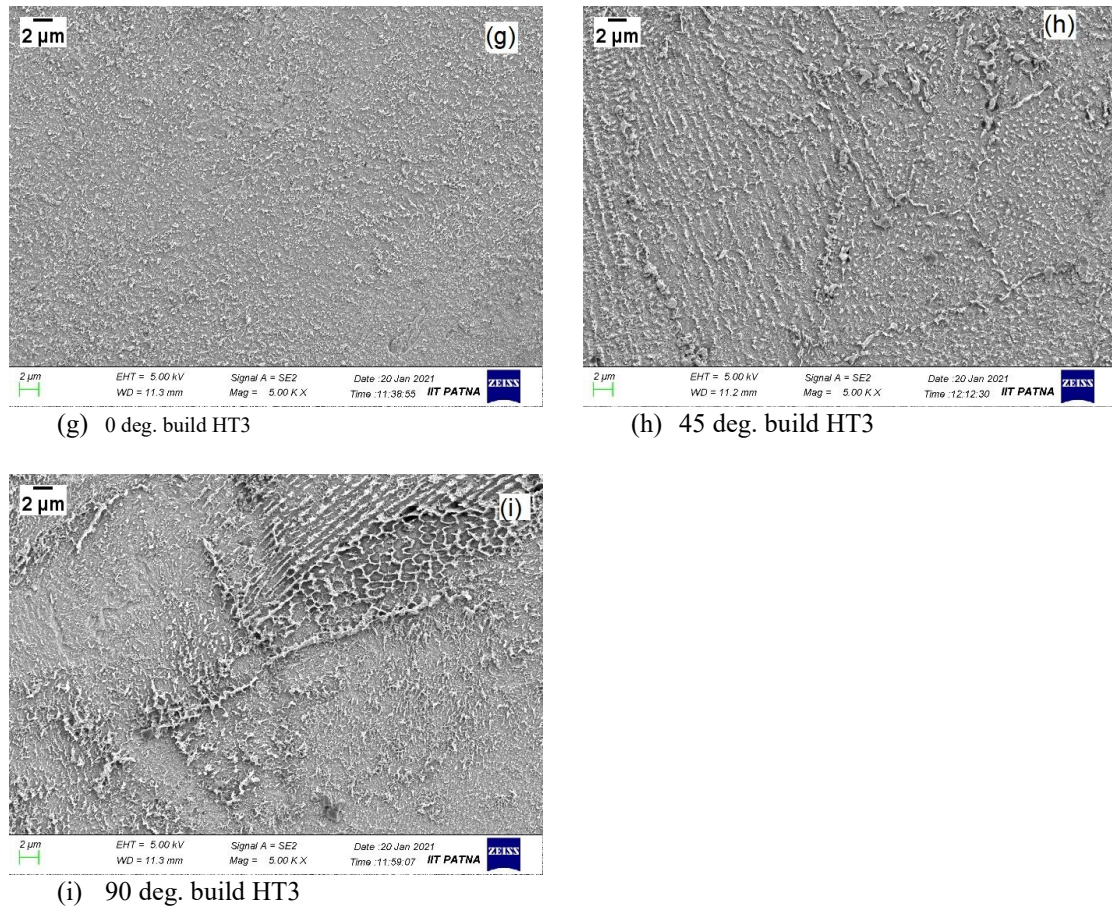 2 µm
(g)
2 µm
EHT = 5.00 kV Signal A = SE2 Date :20 Jan 2021 ZEISS
WD = 11.3 mm Mag = 5.00 K X Time :11:36:55 IIT PATNA
(g) 0 deg. build HT3
2 µm
(h)
2 µm
EHT = 5.00 kV Signal A = SE2 Date :20 Jan 2021 ZEISS
WD = 11.2 mm Mag = 5.00 K X Time :12:12:30 IIT PATNA
(h) 45 deg. build HT3
2 µm
(i)
2 µm
EHT = 5.00 kV Signal A = SE2 Date :20 Jan 2021 ZEISS
WD = 11.3 mm Mag = 5.00 K X Time :11:59:07 IIT PATNA
(i) 90 deg. build HT3